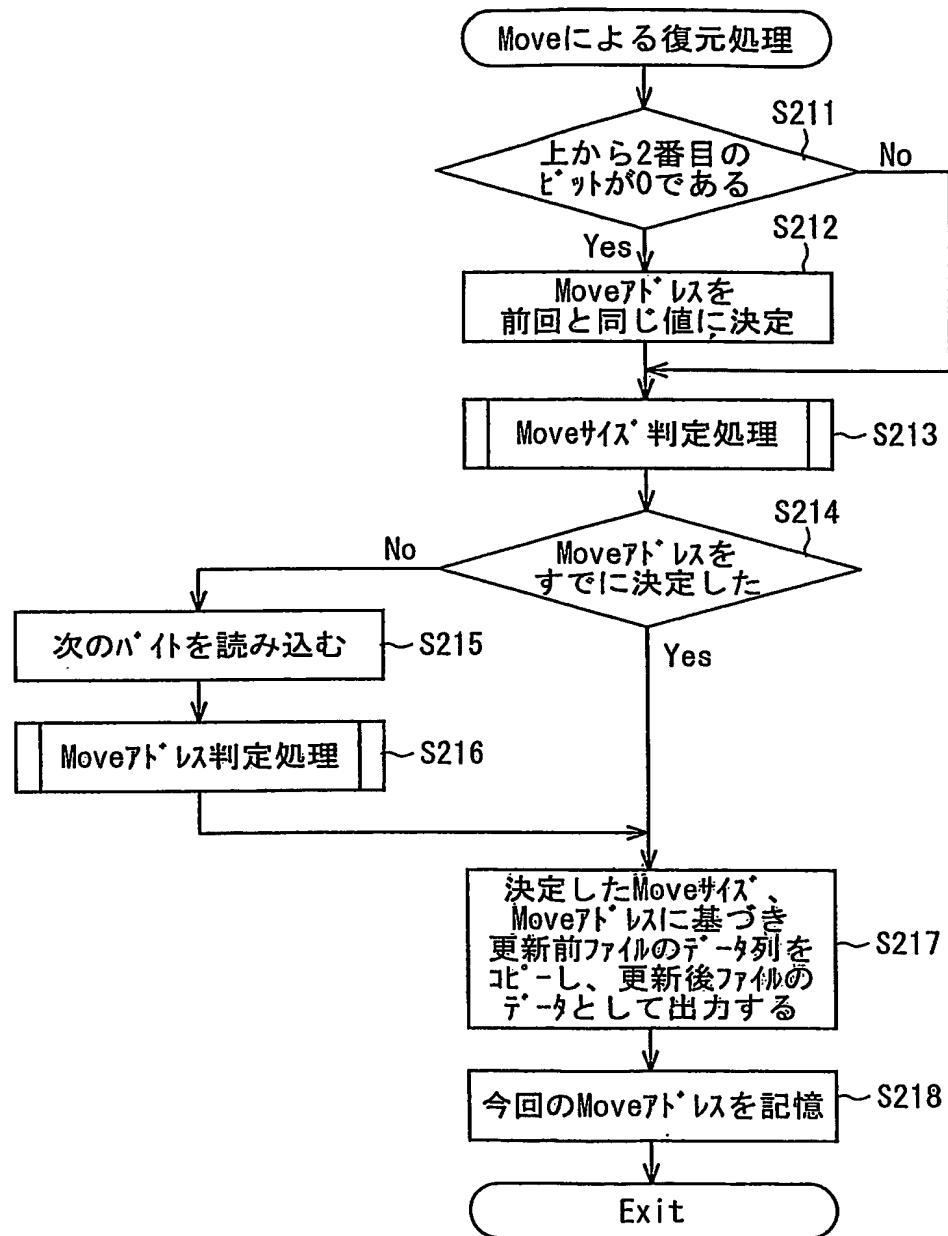 Moveによる復元処理
S211
上から2番目の
ビットが0である
No
Yes
S212
Moveアドレスを
前回と同じ値に決定
Moveサイズ判定処理
S213
S214
Moveアドレスを
すでに決定した
No
Yes
次のバイトを読み込む
S215
Moveアドレス判定処理
S216
決定したMoveサイズ、
Moveアドレスに基づき
更新前ファイルのデータ列を
コピーし、更新後ファイルの
データとして出力する
S217
今回のMoveアドレスを記憶
S218
Exit